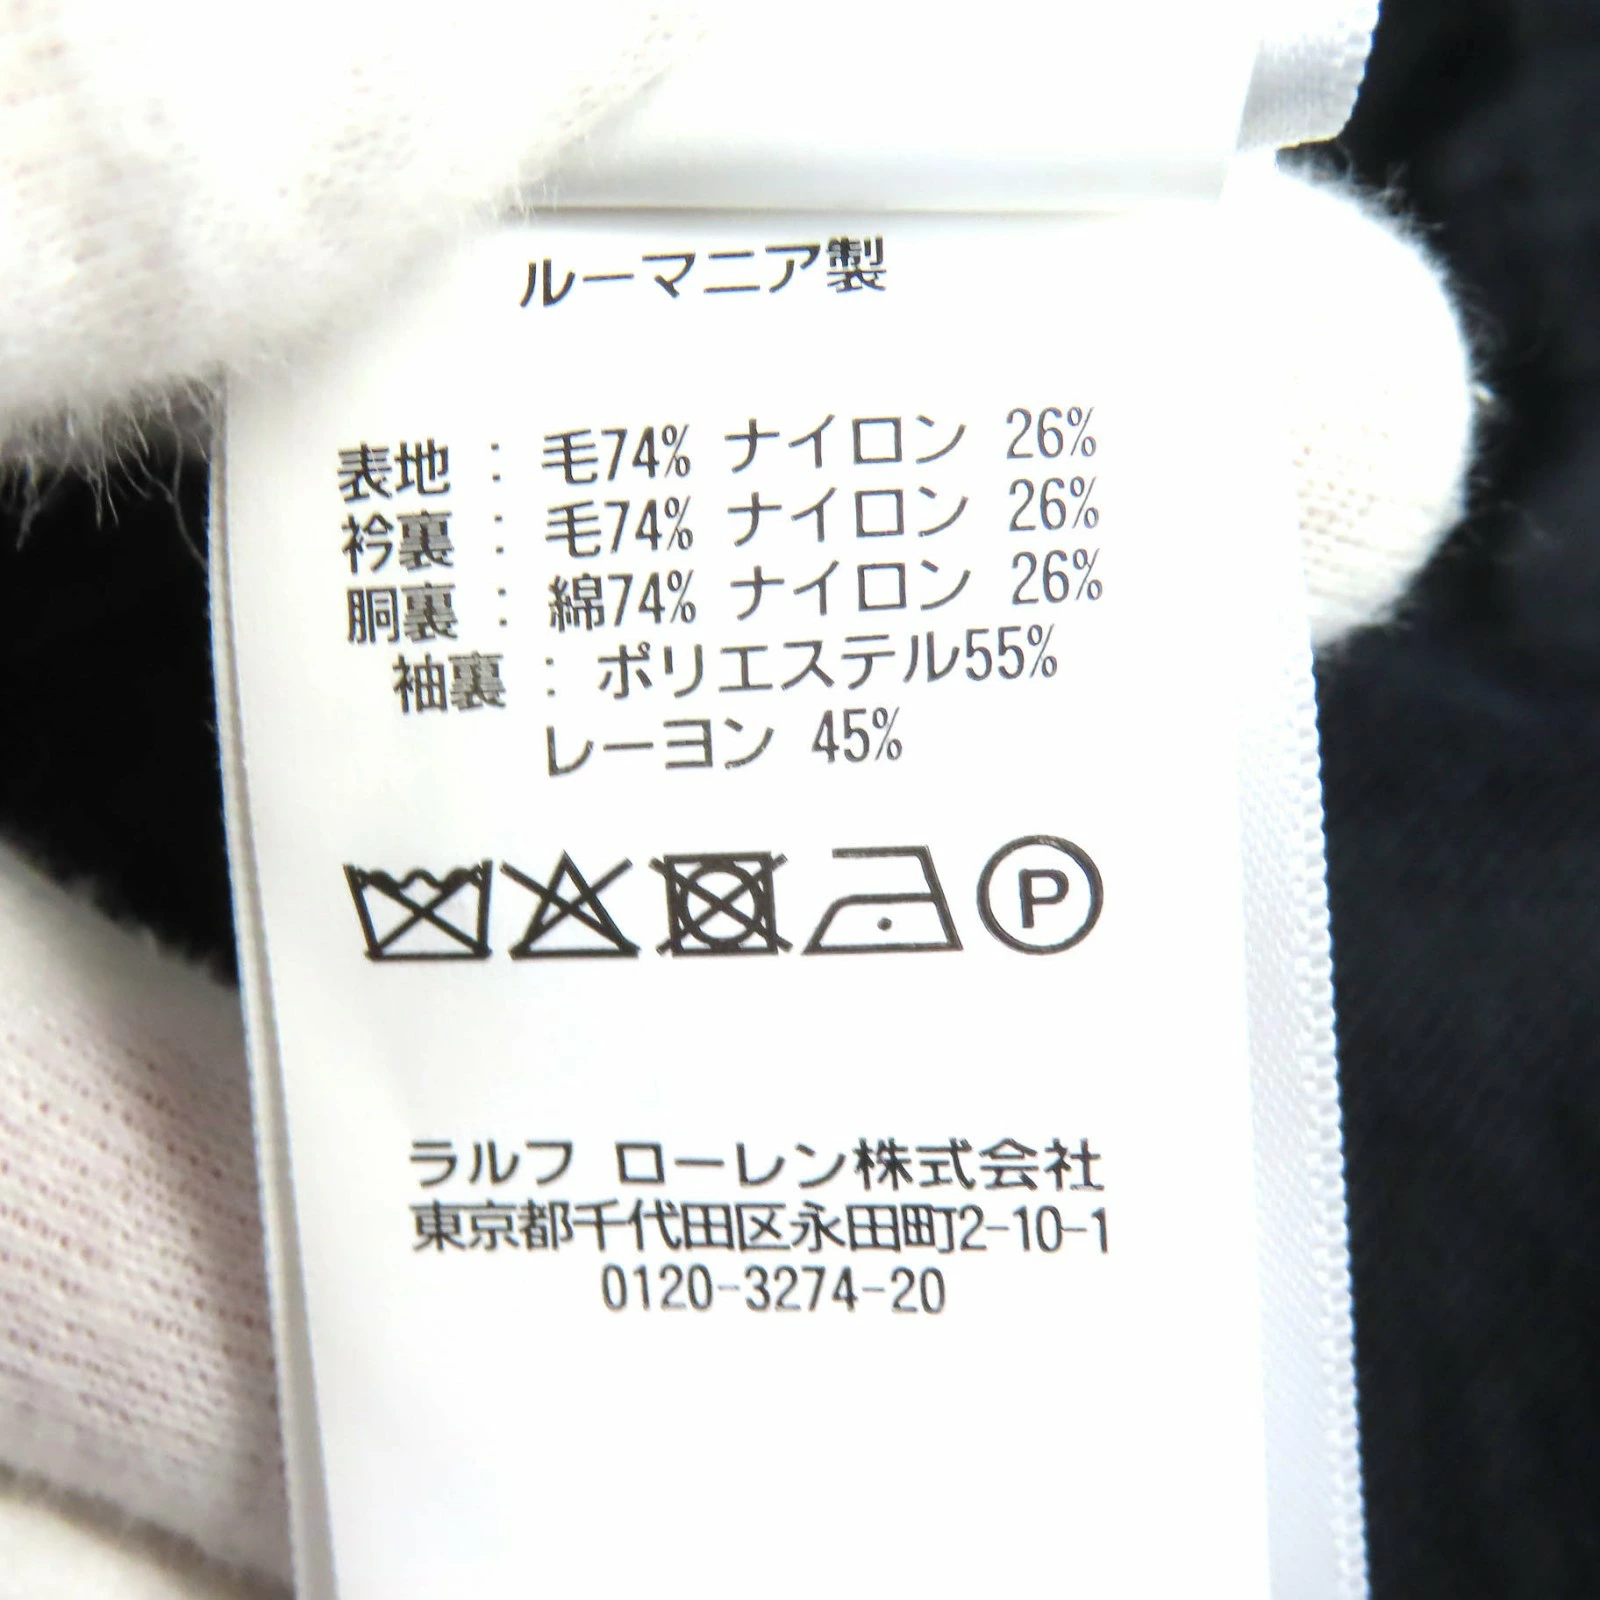 ルーマニア製
表地 : 毛74% ナイロン 26%
衿裏 : 毛74% ナイロン 26%
胴裏 : 綿74% ナイロン 26%
袖裏 : ポリエステル55%
レーヨン 45%
P
ラルフ ローレン株式会社
東京都千代田区永田町2-10-1
0120-3274-20